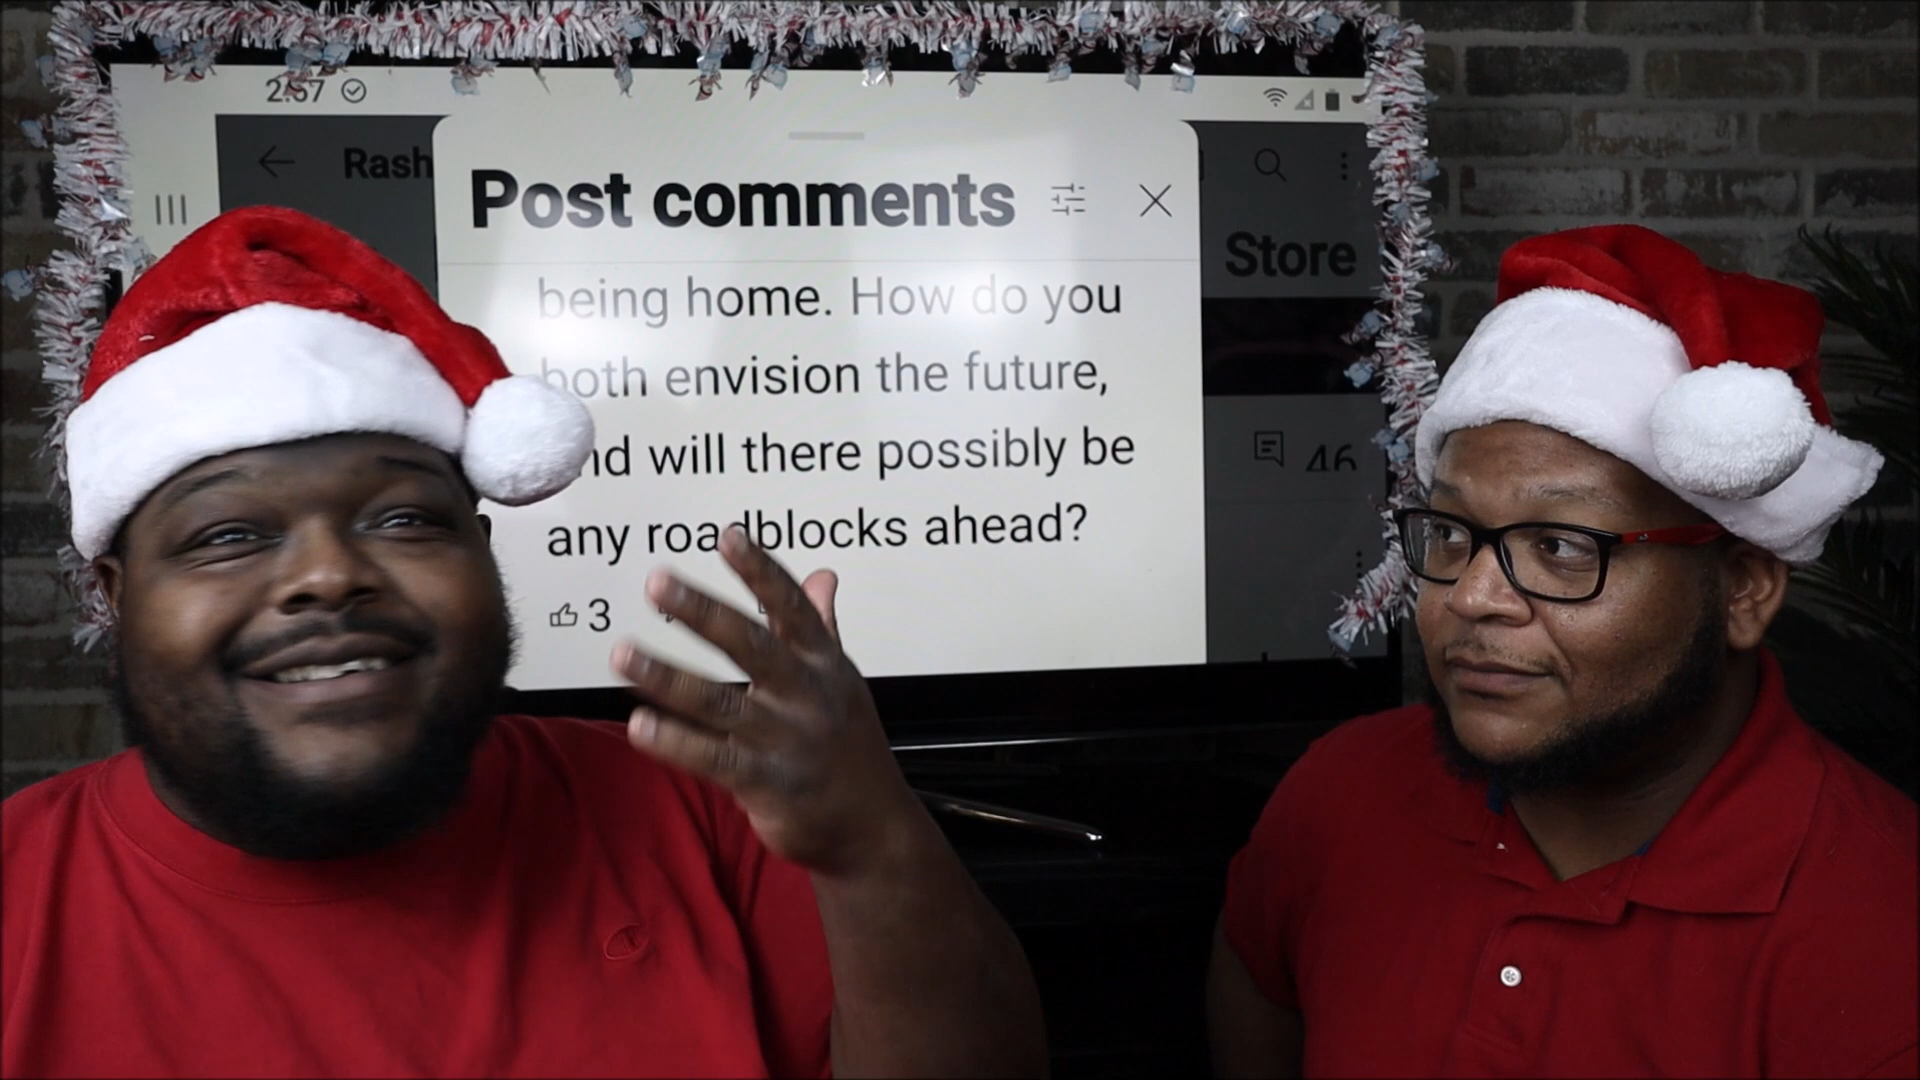 2:57
Rash
Post comments
Store
being home. How do you
both envision the future,
nd will there possibly be
46
any roadblocks ahead?
3